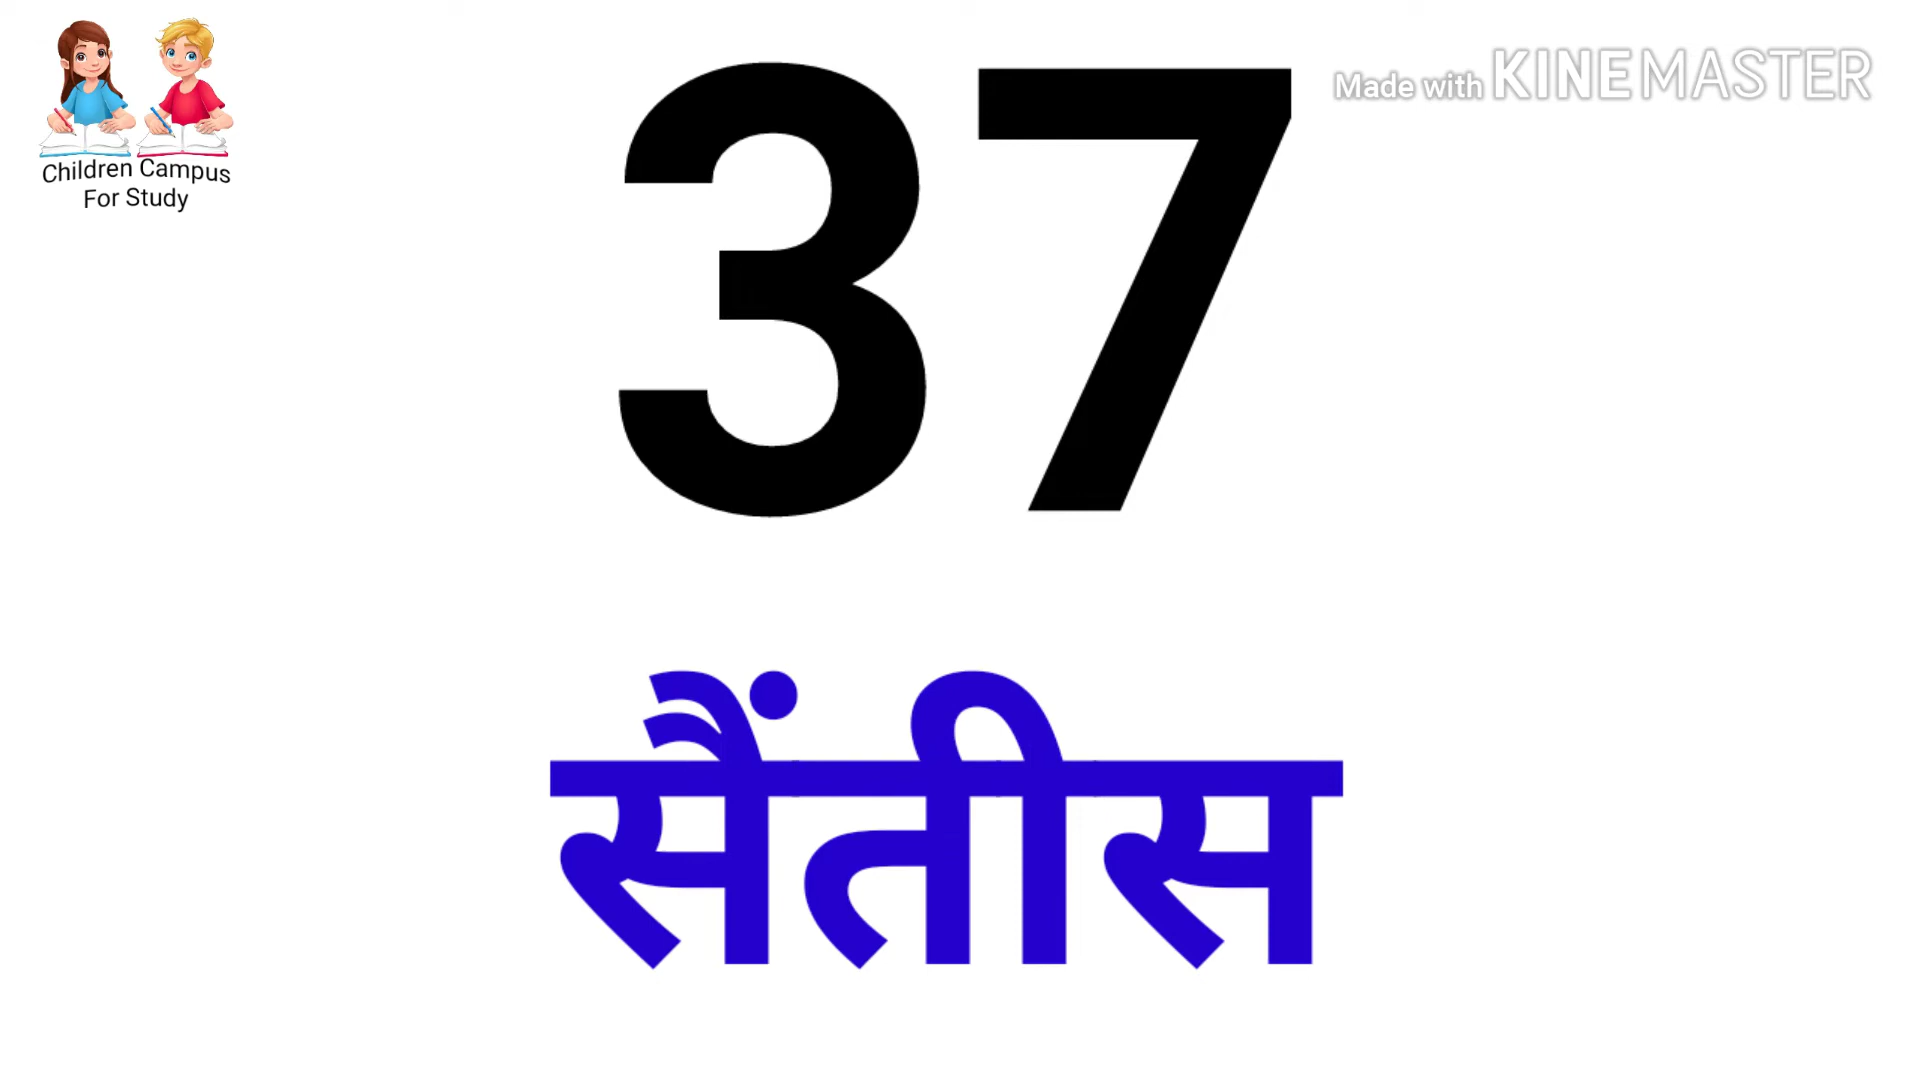 37
Made with KINEMASTER
Children Campus
For Study
सैंतीस